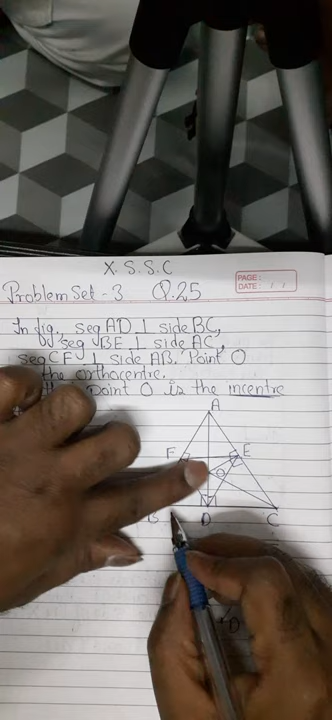 X.S.S.C
PAGE:
DATE: / /
Problem Set - 3 Q.25
In fig., seg AD ⊥ side BC,
seg BE ⊥ side AC,
seg CF ⊥ side AB. Point O
the orthocentre.
Point O is the incentre
A
F
E
O
B
D
C
D